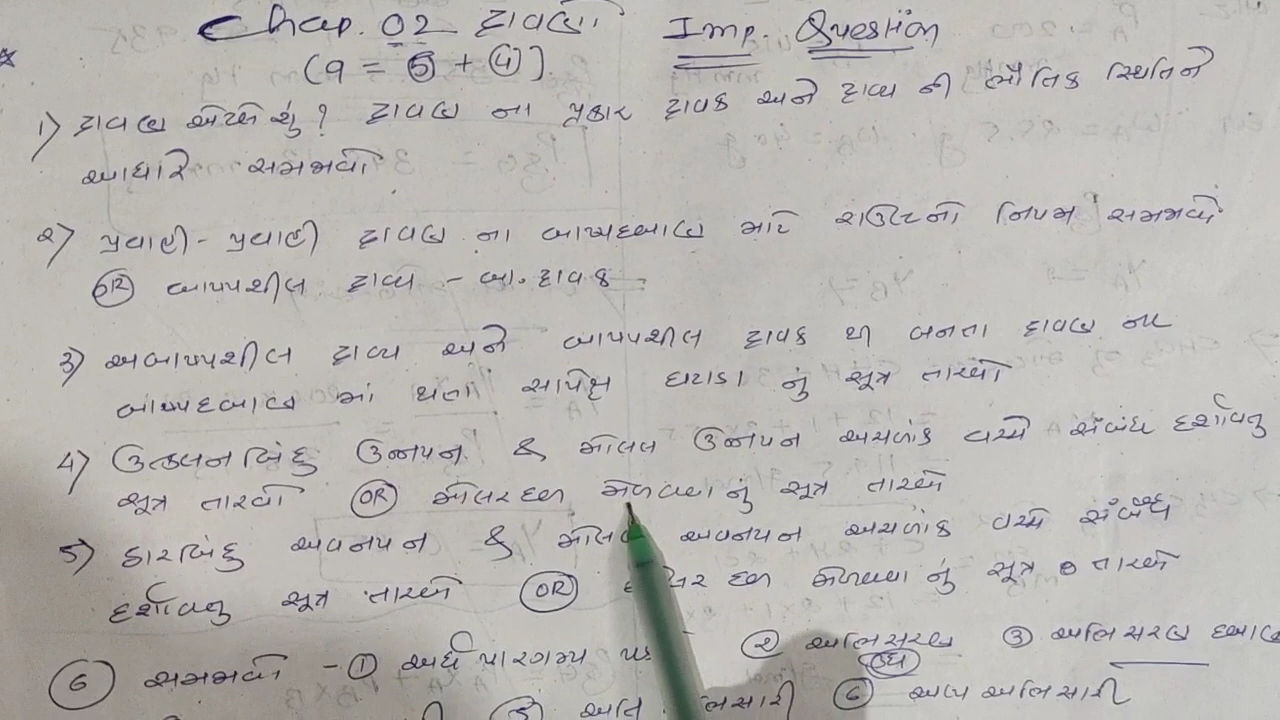 Chap. 02 દ્રાવણો Imp. Question
(9 = 5 + 4)
1) દ્રાવણ એટલે શું? દ્રાવણ ના પ્રકાર દ્રાવક અને દ્રાવ્ય ની ભૌતિક સ્થિતિને
આધારે સમજાવો
2) પ્રવાહી - પ્રવાહી દ્રાવણ ના બાષ્પદબાણ માટે રાઉલ્ટનો નિયમ સમજાવો
OR બાષ્પશીલ દ્રાવ્ય - બા. દ્રાવક
3) અબાષ્પશીલ દ્રાવ્ય અને બાષ્પશીલ દ્રાવક થી બનતા દ્રાવણ ના
બાષ્પદબાણ માં થતા સાપેક્ષ ઘટાડા નું સૂત્ર તારવો
4) ઉત્કલનબિંદુ ઉન્નયન & મોલલ ઉન્નયન અચળાંક વચ્ચે સંબંધ દર્શાવતુ
સૂત્ર તારવો OR મોલરદળ મેળવવા નું સૂત્ર તારવો
5) ઠારબિંદુ અવનયન & મોલલ અવનયન અચળાંક વચ્ચે સંબંધ
દર્શાવતુ સૂત્ર તારવો OR દળ મેળવવા નું સૂત્ર તારવો
6 સમજાવો - 1 અર્ધ પારગમ્ય 2 અભિસરણ 3 અભિસરણ દબાણ
5 6 અલ્પ અભિસારી